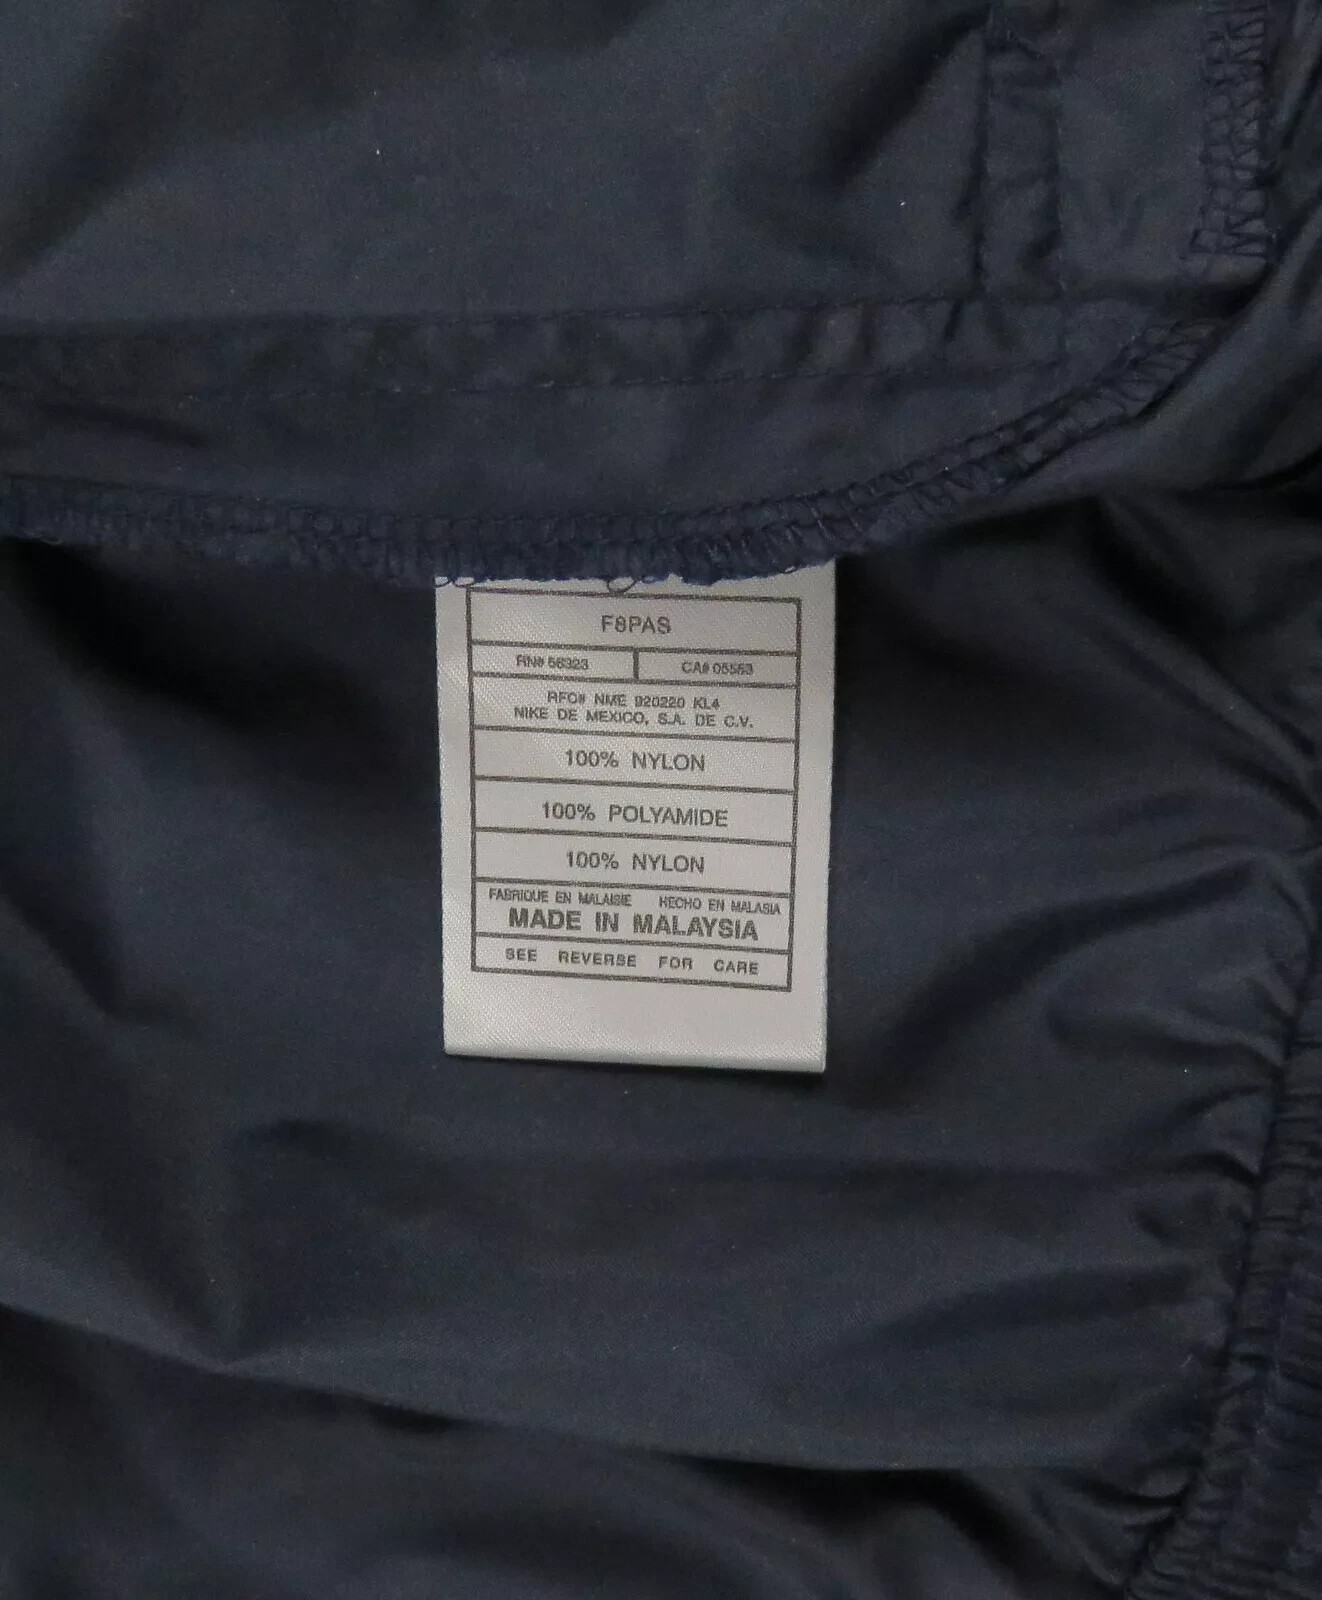 F8PAS
RN# 56323 CA# 05553
RFC# NME 920220 KL4
NIKE DE MEXICO, S.A. DE C.V.
100% NYLON
100% POLYAMIDE
100% NYLON
FABRIQUE EN MALAISIE HECHO EN MALASIA
MADE IN MALAYSIA
SEE REVERSE FOR CARE